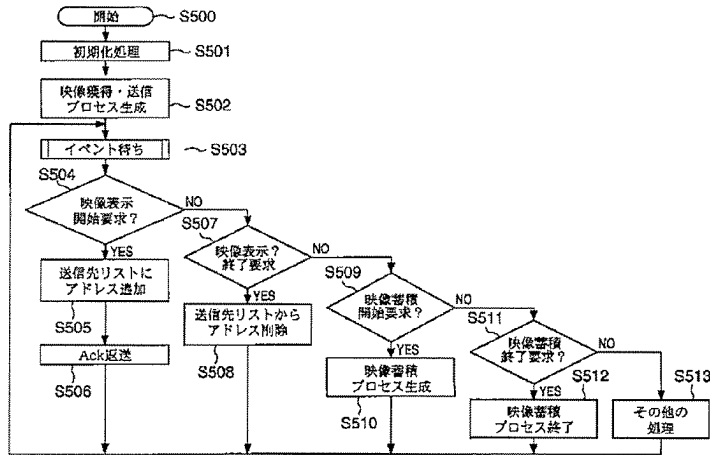 開始
S500
初期化処理
S501
映像獲得・送信
プロセス生成
S502
イベント待ち
S503
S504
映像表示
開始要求？
NO
YES
送信先リストに
アドレス追加
S505
Ack返送
S506
S507
映像表示？
終了要求
NO
YES
送信先リストから
アドレス削除
S508
S509
映像蓄積
開始要求？
NO
YES
映像蓄積
プロセス生成
S510
S511
映像蓄積
終了要求？
NO
YES
S512
映像蓄積
プロセス終了
S513
その他の
処理